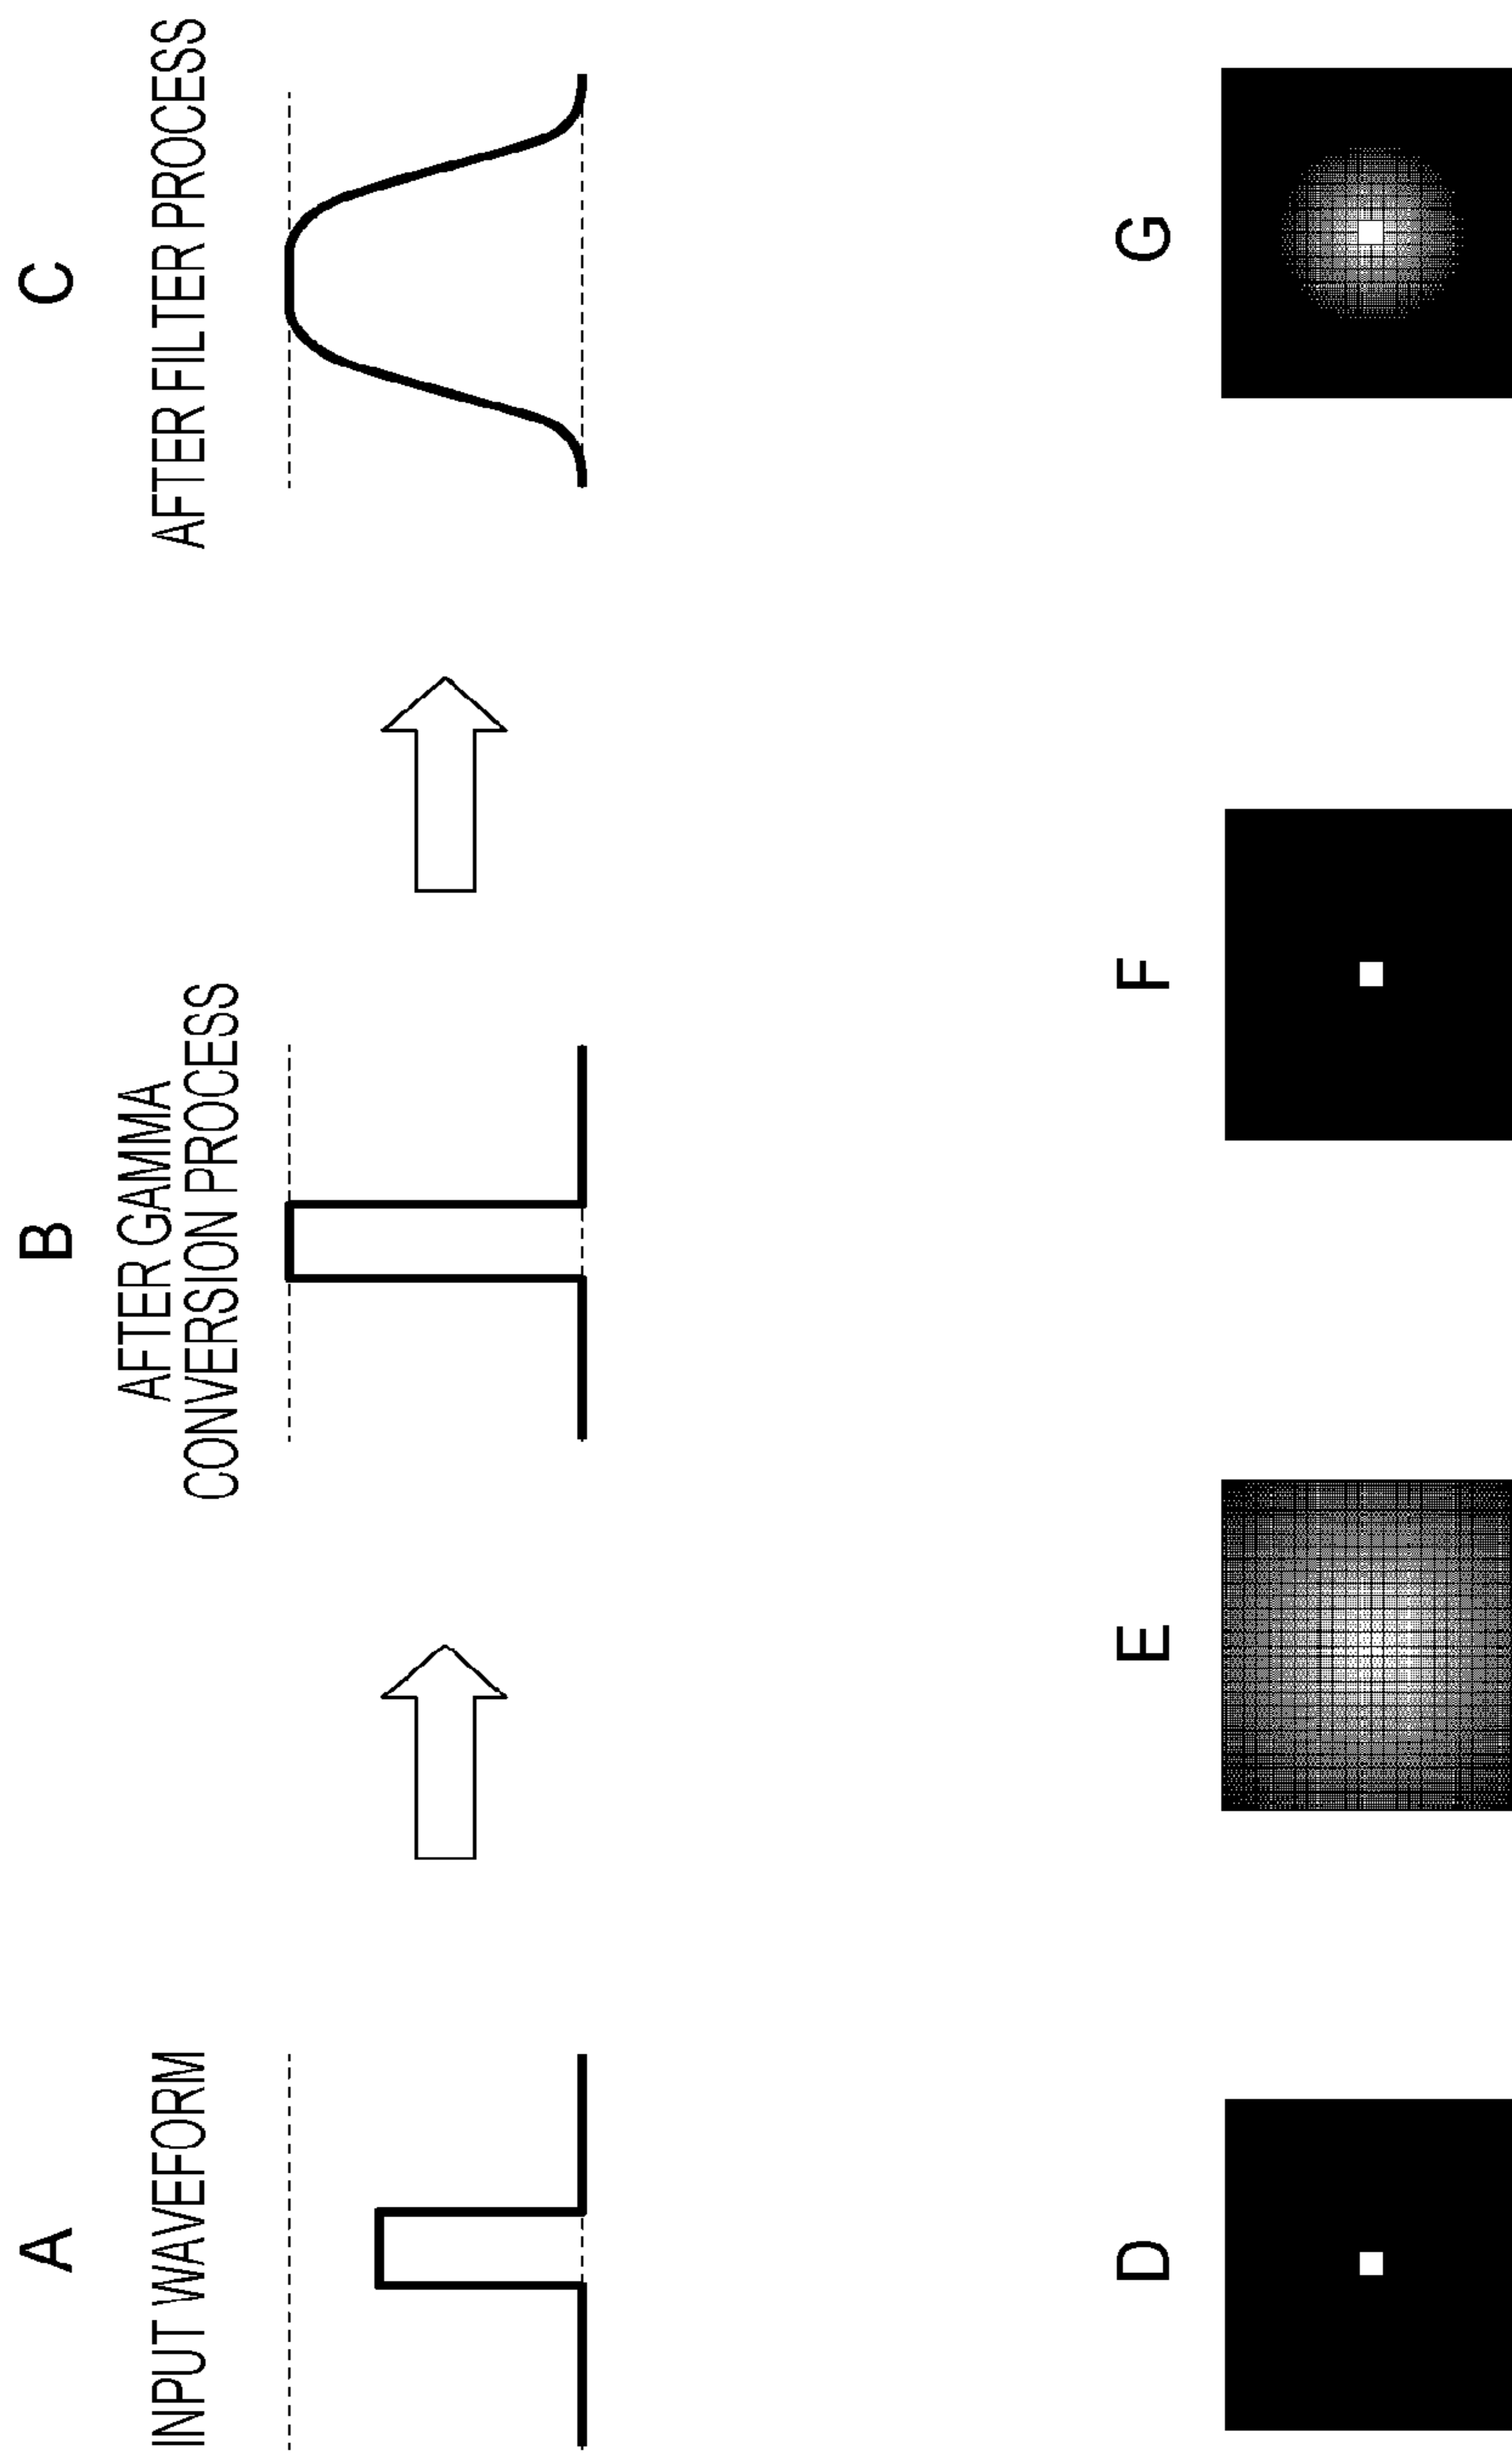 A
INPUT WAVEFORM
B
AFTER GAMMA
CONVERSION PROCESS
C
AFTER FILTER PROCESS
D
E
F
G